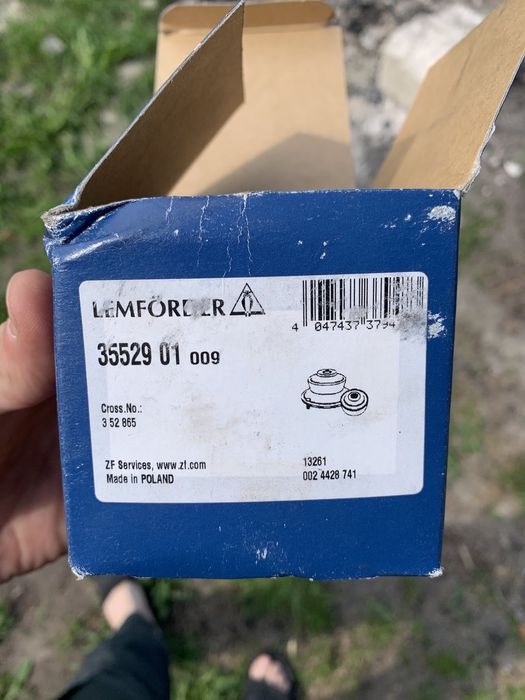 LEMFÖRDER
4 047437 3794
35529 01 009
Cross.No.:
3 52 865
ZF Services, www.zf.com
Made in POLAND
13261
002 4428 741